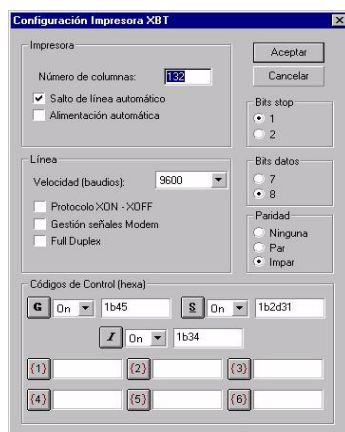 Configuración Impresora XBT
Impresora
Número de columnas: 132
Salto de línea automático
Alimentación automática
Aceptar
Cancelar
Bits stop
1
2
Línea
Velocidad (baudios): 9600
Protocolo XON - XOFF
Gestión señales Modem
Full Duplex
Bits datos
7
8
Paridad
Ninguna
Par
Impar
Códigos de Control (hexa)
G On 1b45 S On 1b2d31
I On 1b34
{1} {2} {3}
{4} {5} {6}